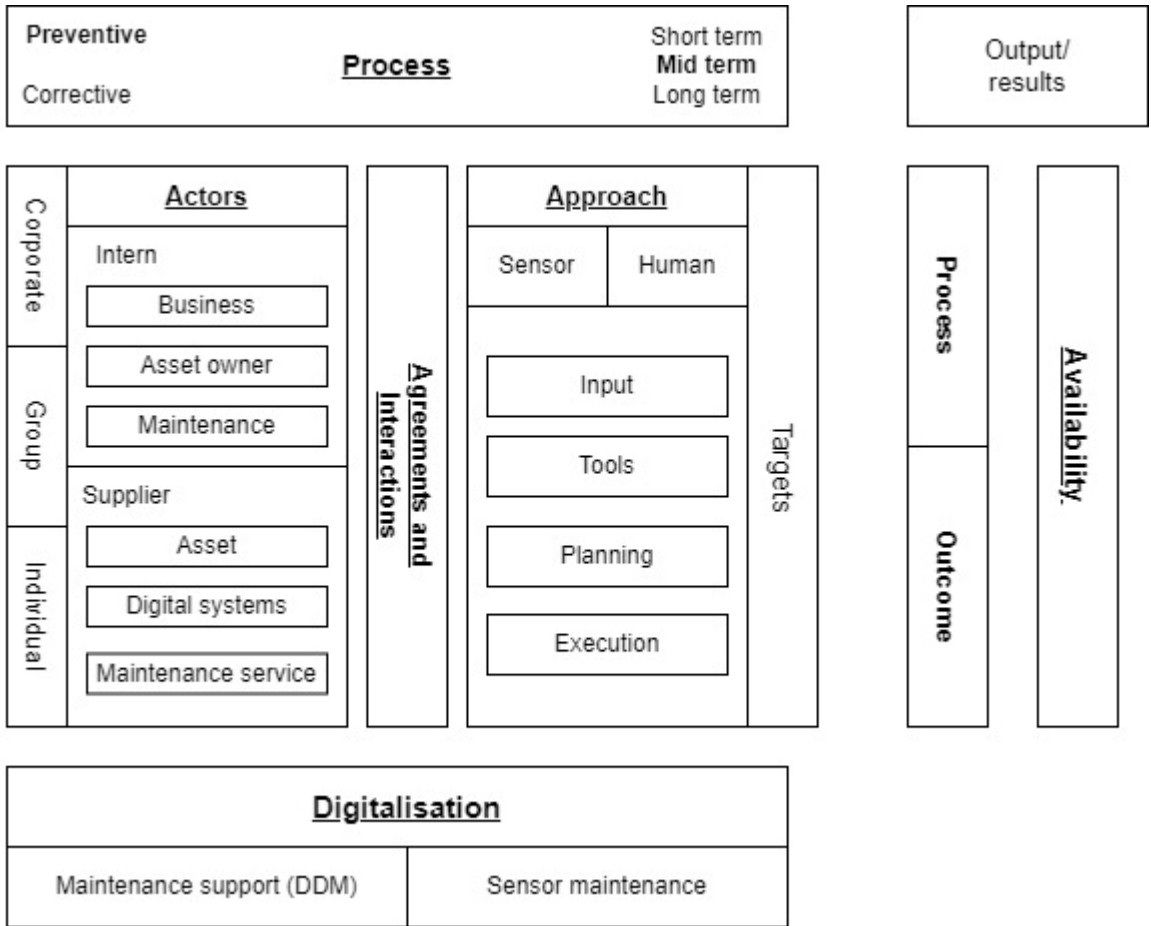 Preventive
Process
Corrective
Short term
Mid term
Long term
Output/
results
Corporate
Group
Individual
Actors
Intern
Business
Asset owner
Maintenance
Supplier
Asset
Digital systems
Maintenance service
Agreements and
Interactions
Approach
Sensor
Human
Input
Tools
Planning
Execution
Targets
Process
Outcome
Availability.
Digitalisation
Maintenance support (DDM)
Sensor maintenance